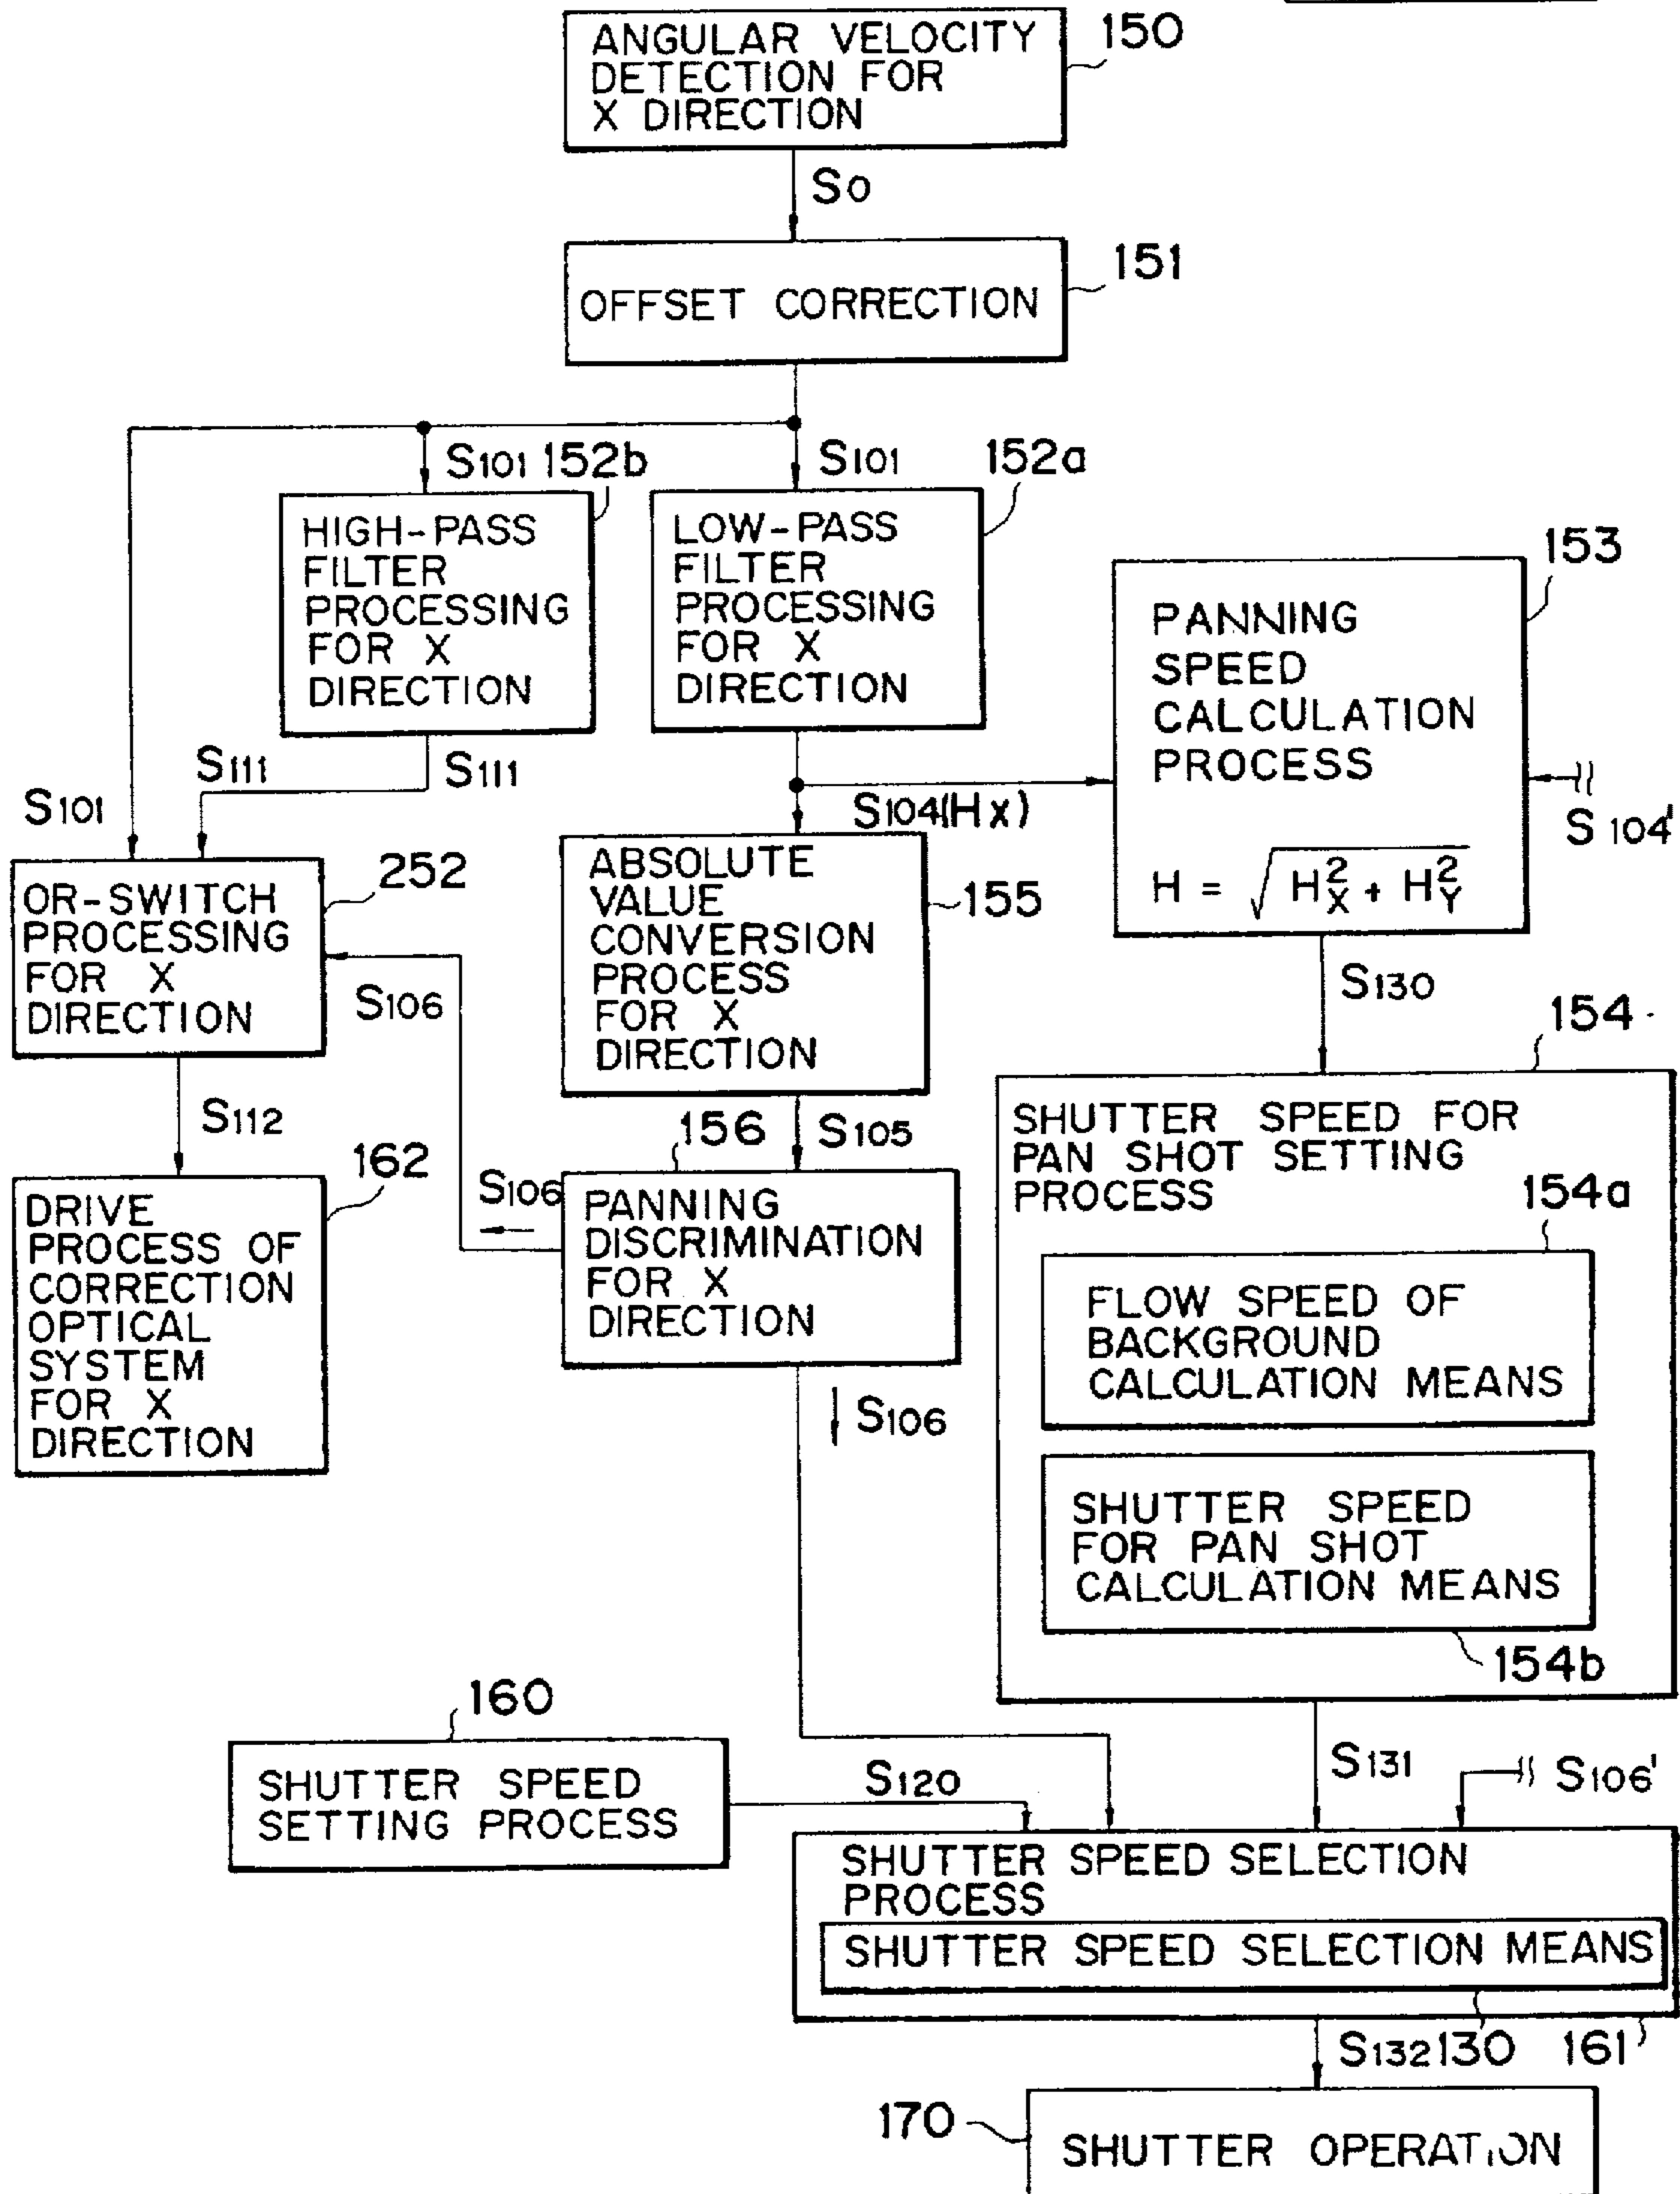 ANGULAR VELOCITY
DETECTION FOR
X DIRECTION
150
S0
OFFSET CORRECTION
151
S101
152b
S101
152a
HIGH-PASS
FILTER
PROCESSING
FOR X
DIRECTION
LOW-PASS
FILTER
PROCESSING
FOR X
DIRECTION
153
PANNING
SPEED
CALCULATION
PROCESS
H = √H²X + H²Y
S104'
S111
S111
S101
S104(HX)
252
OR-SWITCH
PROCESSING
FOR X
DIRECTION
S106
ABSOLUTE
VALUE
CONVERSION
PROCESS
FOR X
DIRECTION
155
S130
154
S112
162
156
S105
S106
DRIVE
PROCESS OF
CORRECTION
OPTICAL
SYSTEM
FOR X
DIRECTION
PANNING
DISCRIMINATION
FOR X
DIRECTION
S106
SHUTTER SPEED FOR
PAN SHOT SETTING
PROCESS
154a
FLOW SPEED OF
BACKGROUND
CALCULATION MEANS
SHUTTER SPEED
FOR PAN SHOT
CALCULATION MEANS
154b
160
SHUTTER SPEED
SETTING PROCESS
S120
S131
S106'
SHUTTER SPEED SELECTION
PROCESS
SHUTTER SPEED SELECTION MEANS
S132
130
161
170
SHUTTER OPERATION